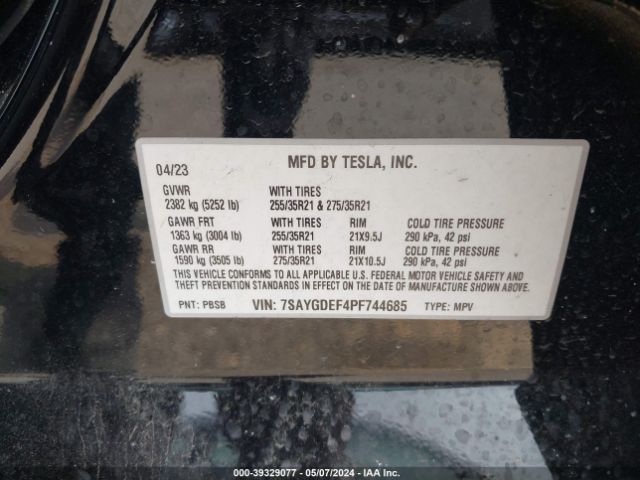 04/23 MFD BY TESLA, INC.
GVWR WITH TIRES
2382 kg (5252 lb) 255/35R21 & 275/35R21
GAWR FRT WITH TIRES RIM COLD TIRE PRESSURE
1363 kg (3004 lb) 255/35R21 21X9.5J 290 kPa, 42 psi
GAWR RR WITH TIRES RIM COLD TIRE PRESSURE
1590 kg (3505 lb) 275/35R21 21X10.5J 290 kPa, 42 psi
THIS VEHICLE CONFORMS TO ALL APPLICABLE U.S. FEDERAL MOTOR VEHICLE SAFETY AND
THEFT PREVENTION STANDARDS IN EFFECT ON THE DATE OF MANUFACTURE SHOWN ABOVE.
PNT: PBSB VIN: 7SAYGDEF4PF744685 TYPE: MPV
000-39329077 - 05/07/2024 - IAA Inc.